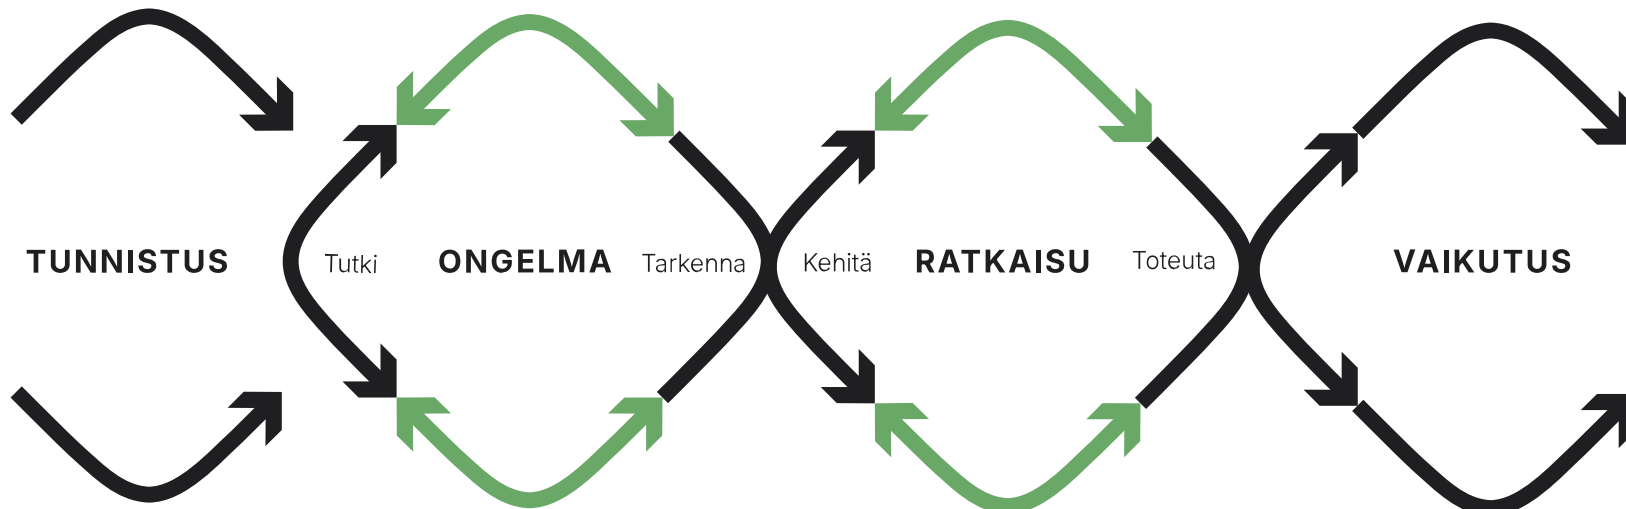 TUNNISTUS
Tutki
ONGELMA
Tarkenna
Kehitä
RATKAISU
Toteuta
VAIKUTUS